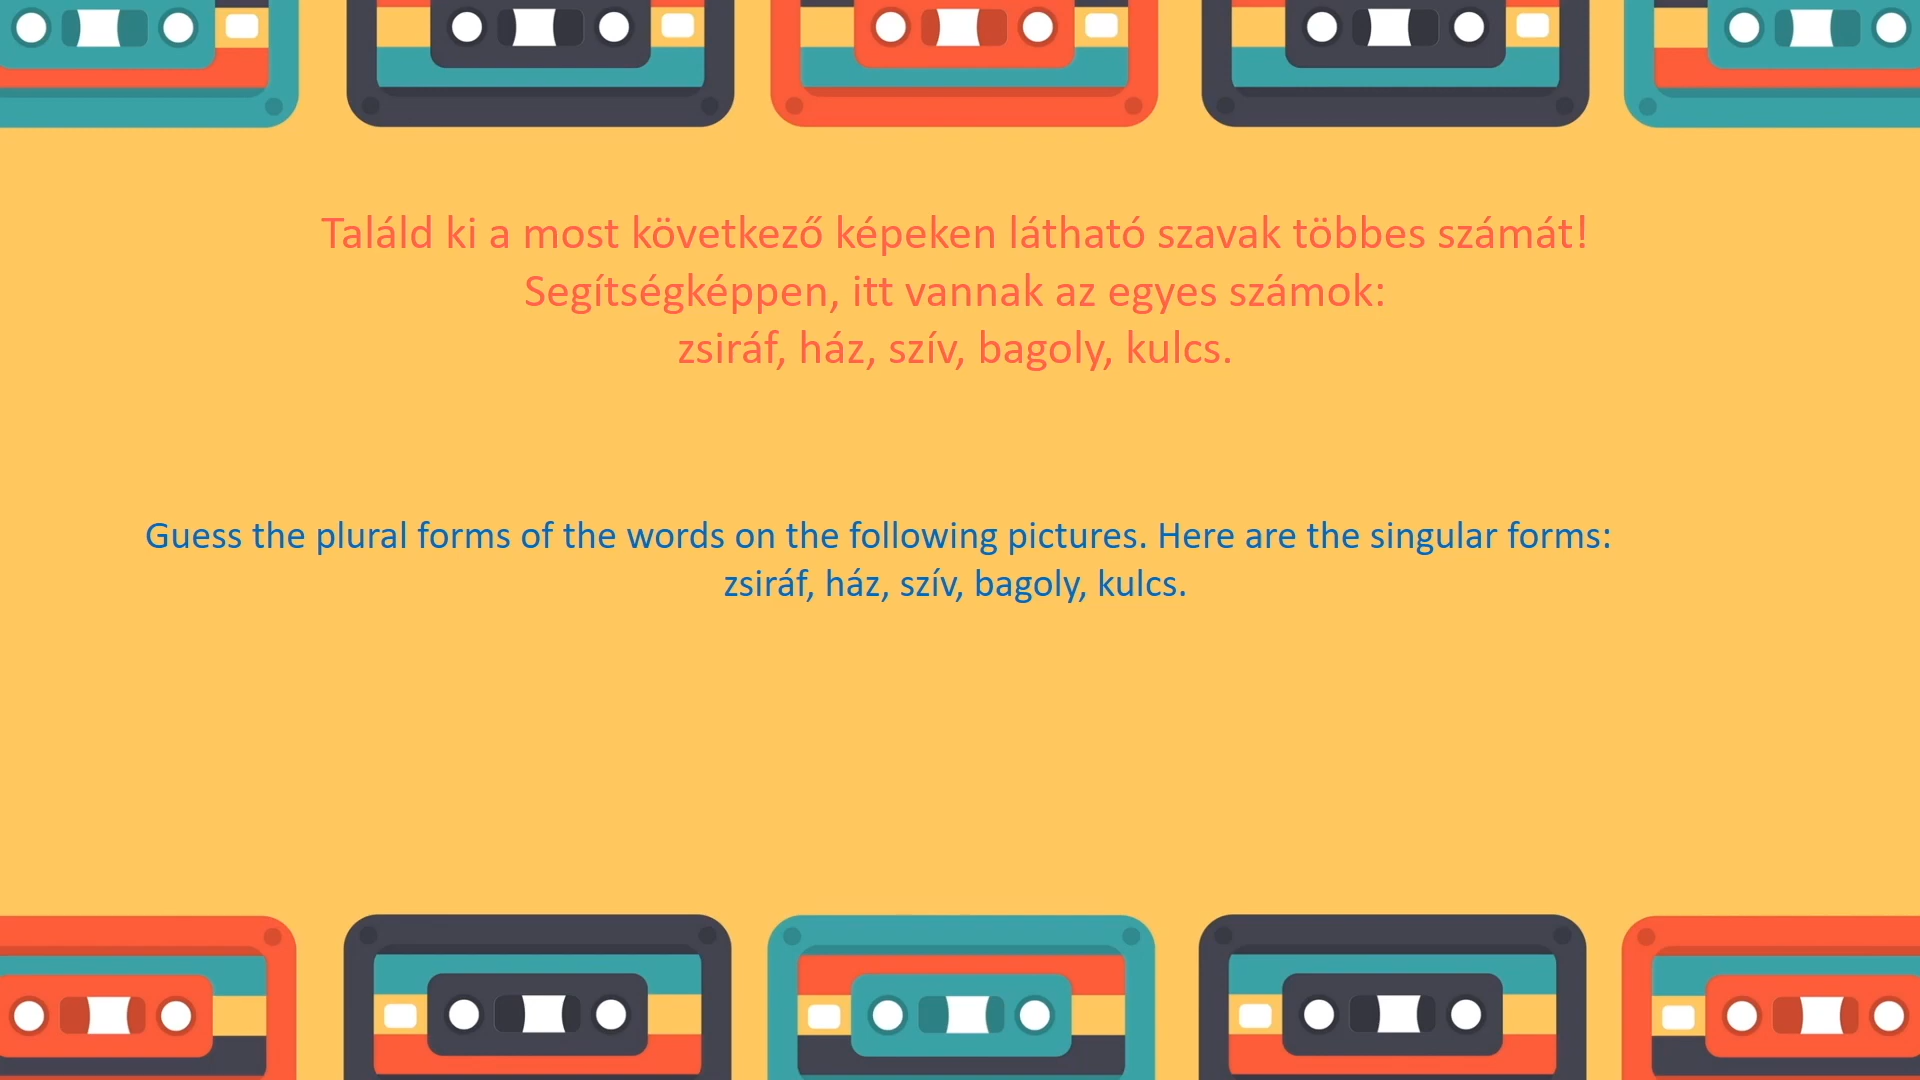 Találd ki a most következő képeken látható szavak többes számát!
Segítségképpen, itt vannak az egyes számok:
zsiráf, ház, szív, bagoly, kulcs.
Guess the plural forms of the words on the following pictures. Here are the singular forms:
zsiráf, ház, szív, bagoly, kulcs.